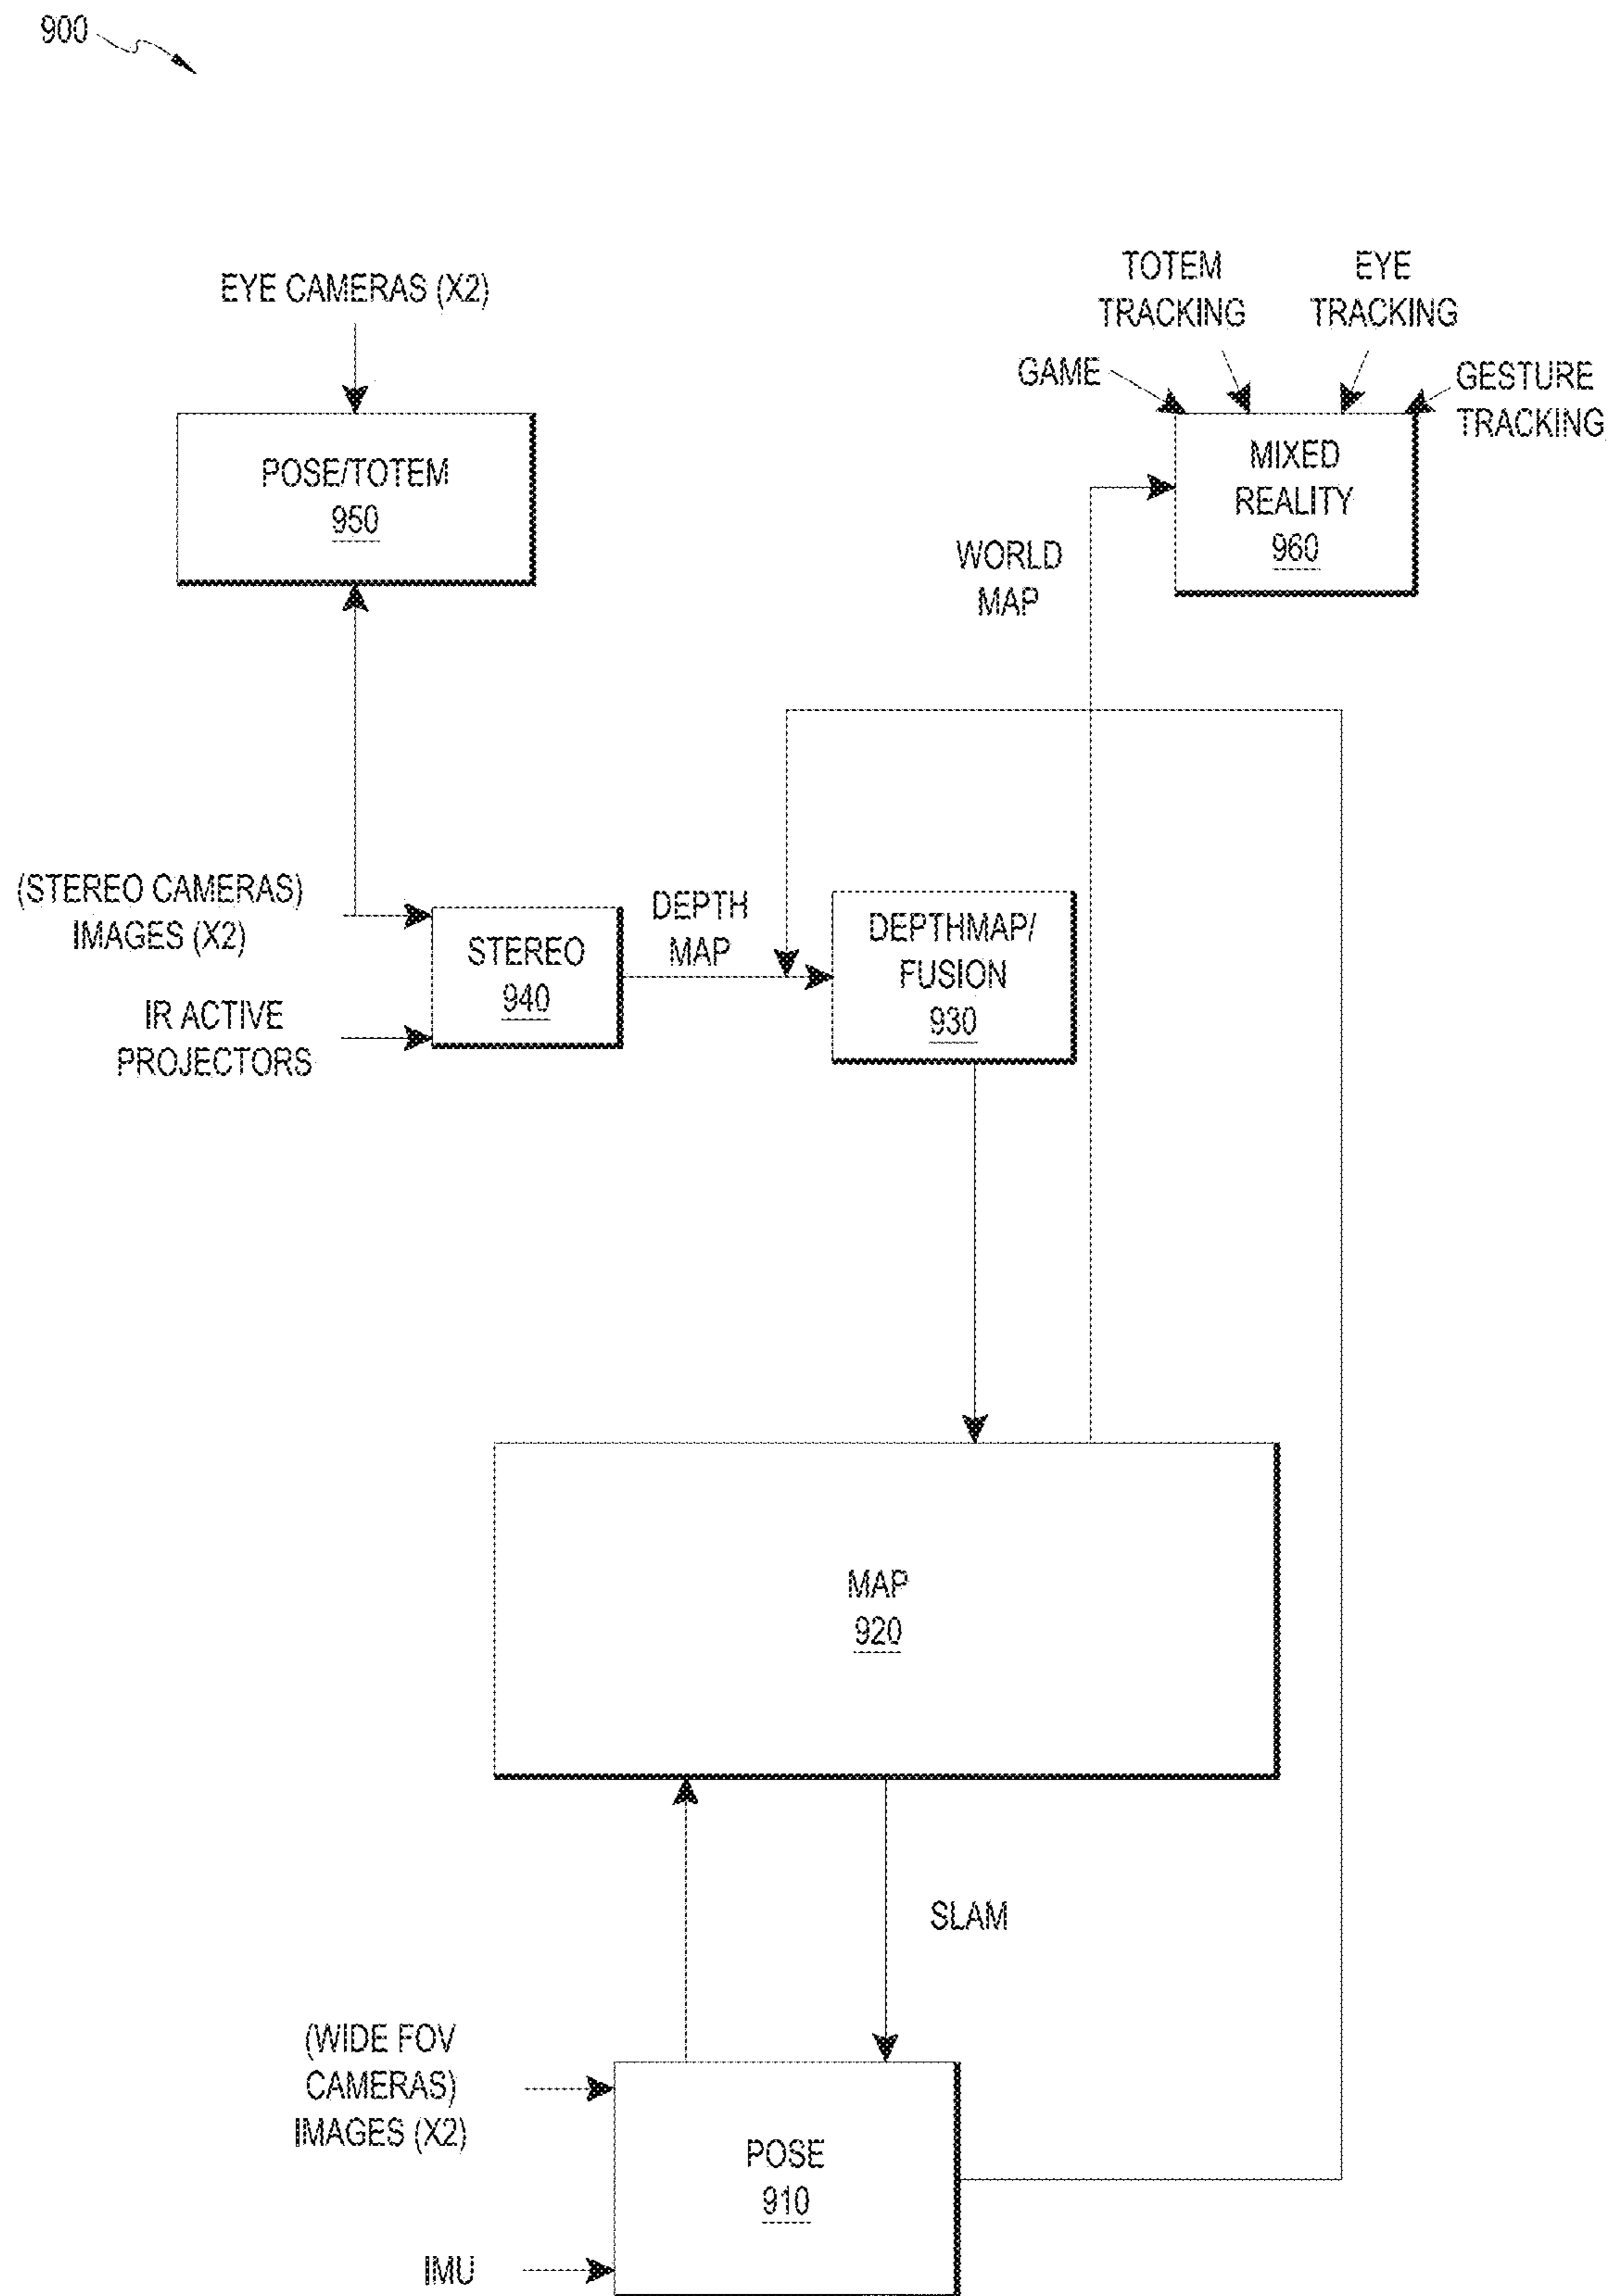 900
EYE CAMERAS (X2)
POSE/TOTEM
950
TOTEM
TRACKING
EYE
TRACKING
GAME
GESTURE
TRACKING
MIXED
REALITY
960
WORLD
MAP
(STEREO CAMERAS)
IMAGES (X2)
IR ACTIVE
PROJECTORS
STEREO
940
DEPTH
MAP
DEPTHMAP/
FUSION
930
MAP
920
SLAM
(WIDE FOV
CAMERAS)
IMAGES (X2)
IMU
POSE
910